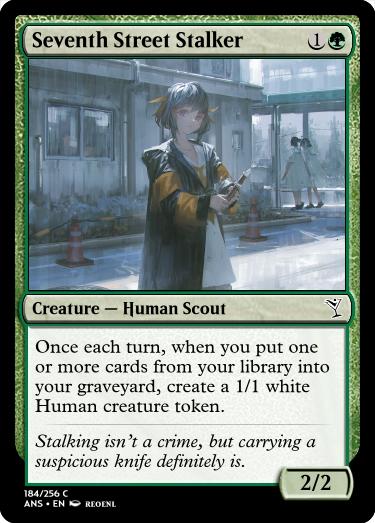 Seventh Street Stalker 1
Creature — Human Scout
Once each turn, when you put one
or more cards from your library into
your graveyard, create a 1/1 white
Human creature token.
Stalking isn't a crime, but carrying a
suspicious knife definitely is.
2/2
184/256 C
ANS • EN REOENL